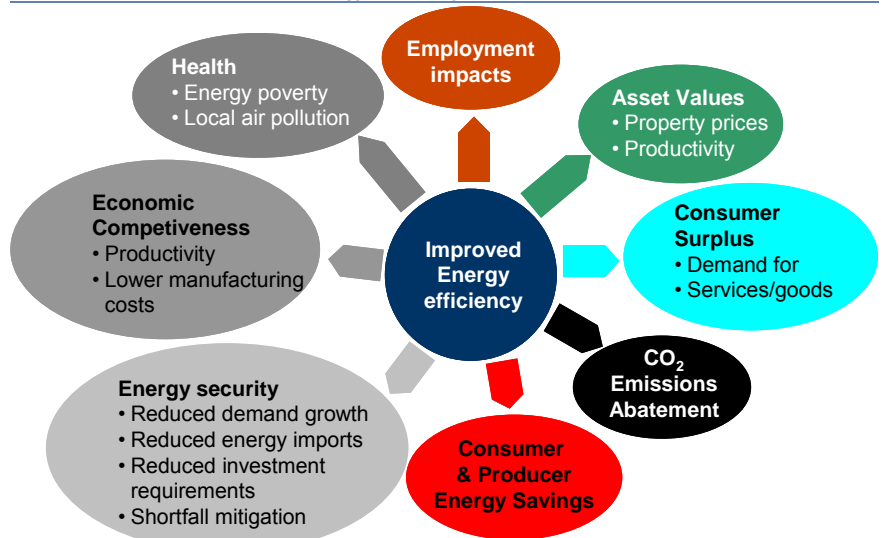 Employment
impacts
Health
• Energy poverty
• Local air pollution
Asset Values
• Property prices
• Productivity
Economic
Competiveness
• Productivity
• Lower manufacturing
costs
Improved
Energy
efficiency
Consumer
Surplus
• Demand for
• Services/goods
CO₂
Emissions
Abatement
Energy security
• Reduced demand growth
• Reduced energy imports
• Reduced investment
requirements
• Shortfall mitigation
Consumer
& Producer
Energy Savings